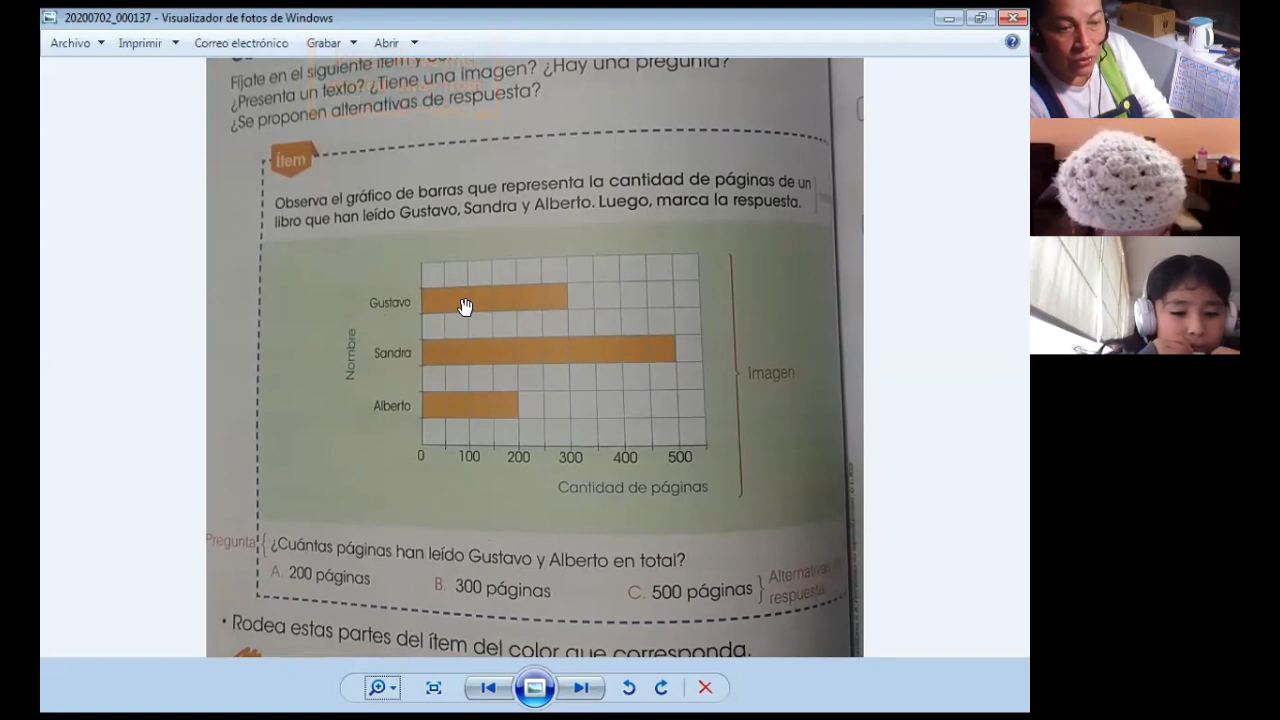 20200702_000137 - Visualizador de fotos de Windows
Archivo Imprimir Correo electrónico Grabar Abrir
Fíjate en el siguiente ítem y
¿Presenta un texto? ¿Tiene una imagen? ¿Hay una pregunta?
¿Se proponen alternativas de respuesta?
Ítem
Observa el gráfico de barras que representa la cantidad de páginas de un
libro que han leído Gustavo, Sandra y Alberto. Luego, marca la respuesta.
Gustavo
Sandra
Alberto
Nombre
Imagen
0 100 200 300 400 500
Cantidad de páginas
Pregunta
¿Cuántas páginas han leído Gustavo y Alberto en total?
A. 200 páginas B. 300 páginas C. 500 páginas
Alternativas
respuesta
• Rodea estas partes del ítem del color que corresponda.